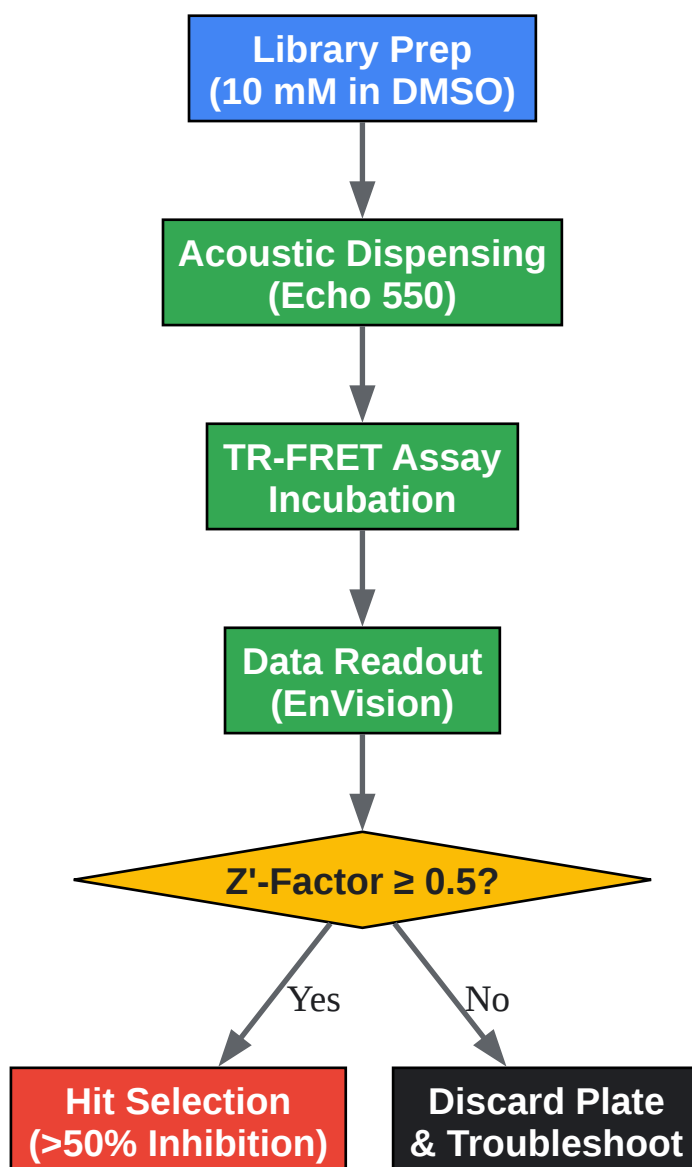 Library Prep
(10 mM in DMSO)
Acoustic Dispensing
(Echo 550)
TR-FRET Assay
Incubation
Data Readout
(EnVision)
Z'-Factor ≥ 0.5?
Yes
No
Hit Selection
(>50% Inhibition)
Discard Plate
& Troubleshoot